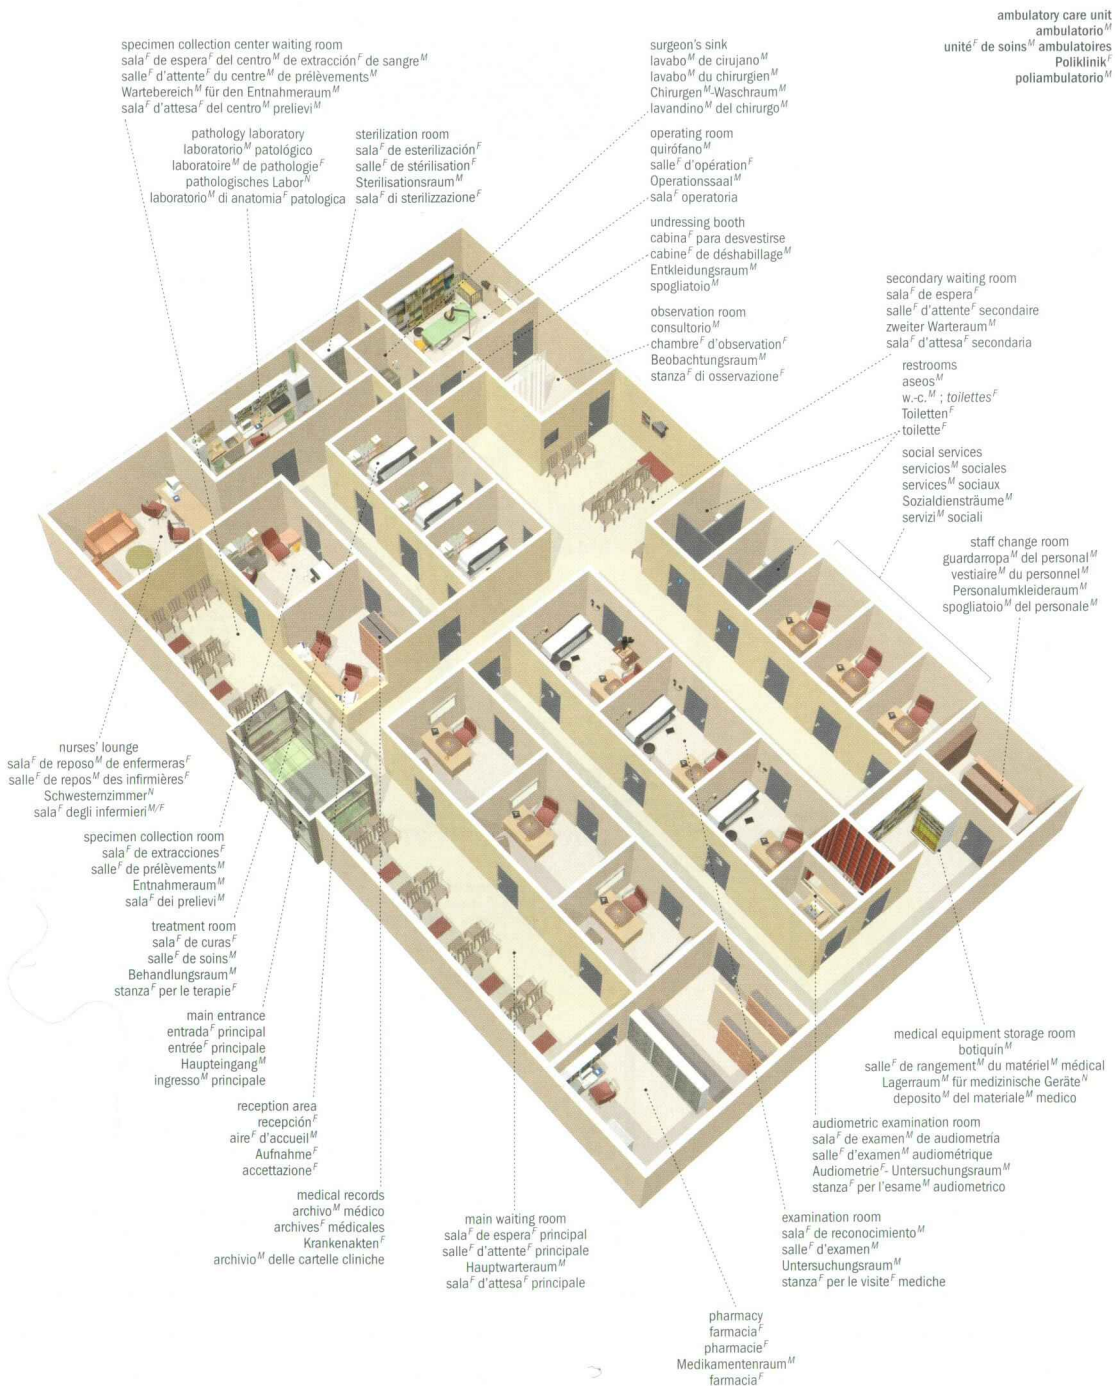 ambulatory care unit
ambulatorio^M
unité^F de soins^M ambulatoires
Poliklinik^F
poliambulatorio^M
specimen collection center waiting room
sala^F de espera^F del centro^M de extracción^F de sangre^M
salle^F d'attente^F du centre^M de prélèvements^M
Wartebereich^M für den Entnahmeraum^M
sala^F d'attesa^F del centro^M prelievi^M
pathology laboratory
laboratorio^M patológico
laboratoire^M de pathologie^F
pathologisches Labor^N
laboratorio^M di anatomia^F patologica
sterilization room
sala^F de esterilización^F
salle^F de stérilisation^F
Sterilisationsraum^M
sala^F di sterilizzazione^F
surgeon's sink
lavabo^M de cirujano^M
lavabo^M du chirurgien^M
Chirurgen^M-Waschraum^M
lavandino^M del chirurgo^M
operating room
quirófano^M
salle^F d'opération^F
Operationssaal^M
sala^F operatoria
undressing booth
cabina^F para desvestirse
cabine^F de déshabillage^M
Entkleidungsraum^M
spogliatoio^M
observation room
consultorio^M
chambre^F d'observation^F
Beobachtungsraum^M
stanza^F di osservazione^F
secondary waiting room
sala^F de espera^F
salle^F d'attente^F secondaire
zweiter Warteraum^M
sala^F d'attesa^F secondaria
restrooms
aseos^M
w.-c.^M ; toilettes^F
Toiletten^F
toilette^F
social services
servicios^M sociales
services^M sociaux
Sozialdiensträume^M
servizi^M sociali
staff change room
guardarropa^M del personal^M
vestiaire^M du personnel^M
Personalumkleideraum^M
spogliatoio^M del personale^M
nurses' lounge
sala^F de reposo^M de enfermeras^F
salle^F de repos^M des infirmières^F
Schwesternzimmer^N
sala^F degli infermieri^M/F
specimen collection room
sala^F de extracciones^F
salle^F de prélèvements^M
Entnahmeraum^M
sala^F dei prelievi^M
treatment room
sala^F de curas^F
salle^F de soins^M
Behandlungsraum^M
stanza^F per le terapie^F
main entrance
entrada^F principal
entrée^F principale
Haupteingang^M
ingresso^M principale
reception area
recepción^F
aire^F d'accueil^M
Aufnahme^F
accettazione^F
medical records
archivo^M médico
archives^F médicales
Krankenakten^F
archivio^M delle cartelle cliniche
main waiting room
sala^F de espera^F principal
salle^F d'attente^F principale
Hauptwarteraum^M
sala^F d'attesa^F principale
pharmacy
farmacia^F
pharmacie^F
Medikamentenraum^M
farmacia^F
examination room
sala^F de reconocimiento^M
salle^F d'examen^M
Untersuchungsraum^M
stanza^F per le visite^F mediche
audiometric examination room
sala^F de examen^M de audiometría
salle^F d'examen^M audiométrique
Audiometrie^F- Untersuchungsraum^M
stanza^F per l'esame^M audiometrico
medical equipment storage room
botiquín^M
salle^F de rangement^M du matériel^M médical
Lagerraum^M für medizinische Geräte^N
deposito^M del materiale^M medico